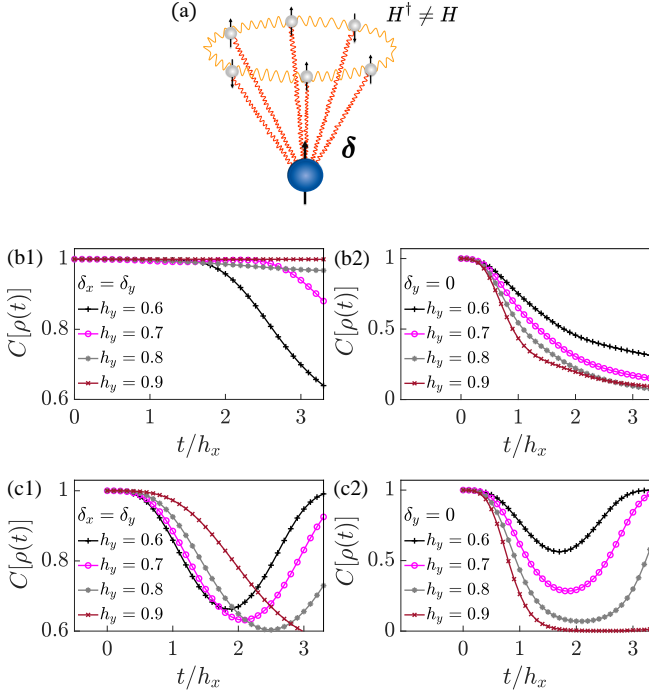 (a)
H† ≠ H
δ
(b1)
C[ρ(t)]
1
0.8
0.6
δx = δy
hy = 0.6
hy = 0.7
hy = 0.8
hy = 0.9
0 1 2 3
t/hx
(b2)
C[ρ(t)]
1
0.5
0
δy = 0
hy = 0.6
hy = 0.7
hy = 0.8
hy = 0.9
0 1 2 3
t/hx
(c1)
C[ρ(t)]
1
0.8
0.6
δx = δy
hy = 0.6
hy = 0.7
hy = 0.8
hy = 0.9
0 1 2 3
t/hx
(c2)
C[ρ(t)]
1
0.5
0
δy = 0
hy = 0.6
hy = 0.7
hy = 0.8
hy = 0.9
0 1 2 3
t/hx